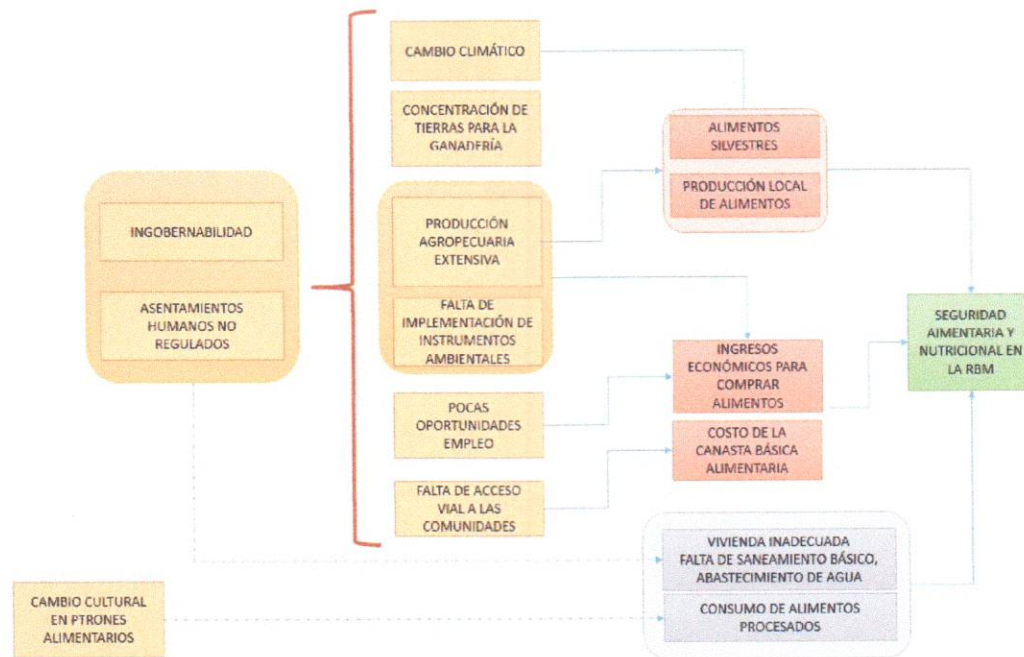 CAMBIO CLIMÁTICO
CONCENTRACIÓN DE
TIERRAS PARA LA
GANADERÍA
ALIMENTOS
SILVESTRES
PRODUCCIÓN LOCAL
DE ALIMENTOS
INGOBERNABILIDAD
ASENTAMIENTOS
HUMANOS NO
REGULADOS
PRODUCCIÓN
AGROPECUARIA
EXTENSIVA
FALTA DE
IMPLEMENTACIÓN DE
INSTRUMENTOS
AMBIENTALES
POCAS
OPORTUNIDADES
EMPLEO
FALTA DE ACCESO
VIAL A LAS
COMUNIDADES
INGRESOS
ECONÓMICOS PARA
COMPRAR
ALIMENTOS
COSTO DE LA
CANASTA BÁSICA
ALIMENTARIA
SEGURIDAD
AIMENTARIA Y
NUTRICIONAL EN
LA RBM
VIVIENDA INADECUADA
FALTA DE SANEAMIENTO BÁSICO,
ABASTECIMIENTO DE AGUA
CONSUMO DE ALIMENTOS
PROCESADOS
CAMBIO CULTURAL
EN PTRONES
ALIMENTARIOS